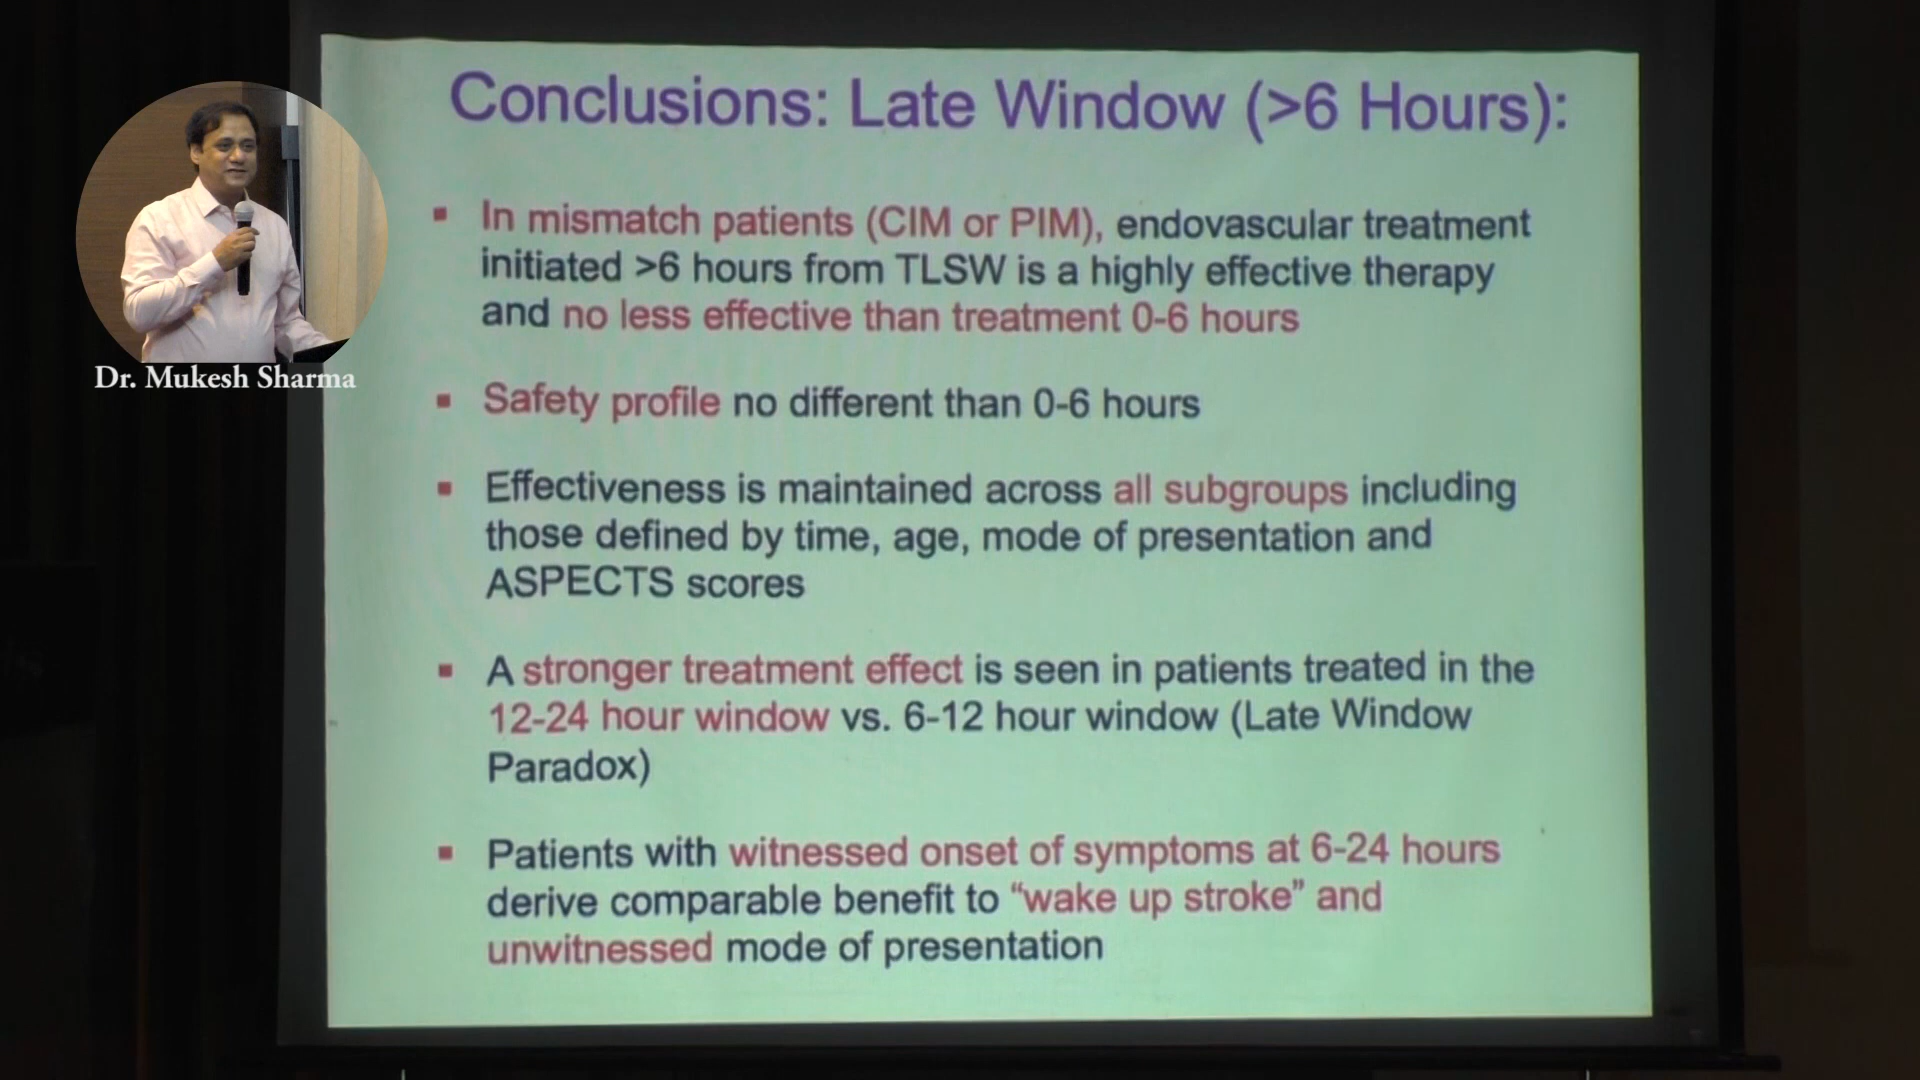 Conclusions: Late Window (>6 Hours):
In mismatch patients (CIM or PIM), endovascular treatment
initiated >6 hours from TLSW is a highly effective therapy
and no less effective than treatment 0-6 hours
Dr. Mukesh Sharma
Safety profile no different than 0-6 hours
Effectiveness is maintained across all subgroups including
those defined by time, age, mode of presentation and
ASPECTS scores
A stronger treatment effect is seen in patients treated in the
12-24 hour window vs. 6-12 hour window (Late Window
Paradox)
Patients with witnessed onset of symptoms at 6-24 hours
derive comparable benefit to “wake up stroke” and
unwitnessed mode of presentation